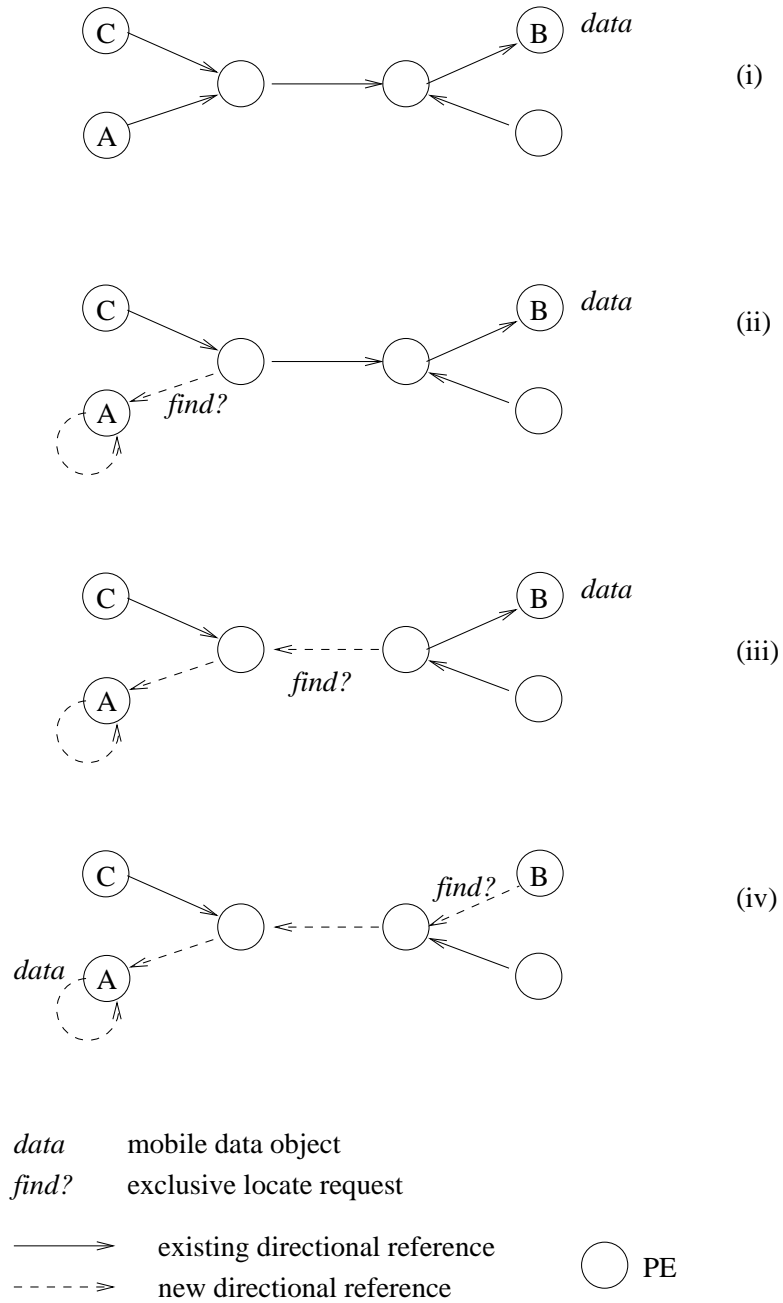 C
B
data
(i)
A
C
B
data
(ii)
A
find?
C
B
data
(iii)
find?
A
C
find?
B
(iv)
data
A
data mobile data object
find? exclusive locate request
existing directional reference
new directional reference
PE